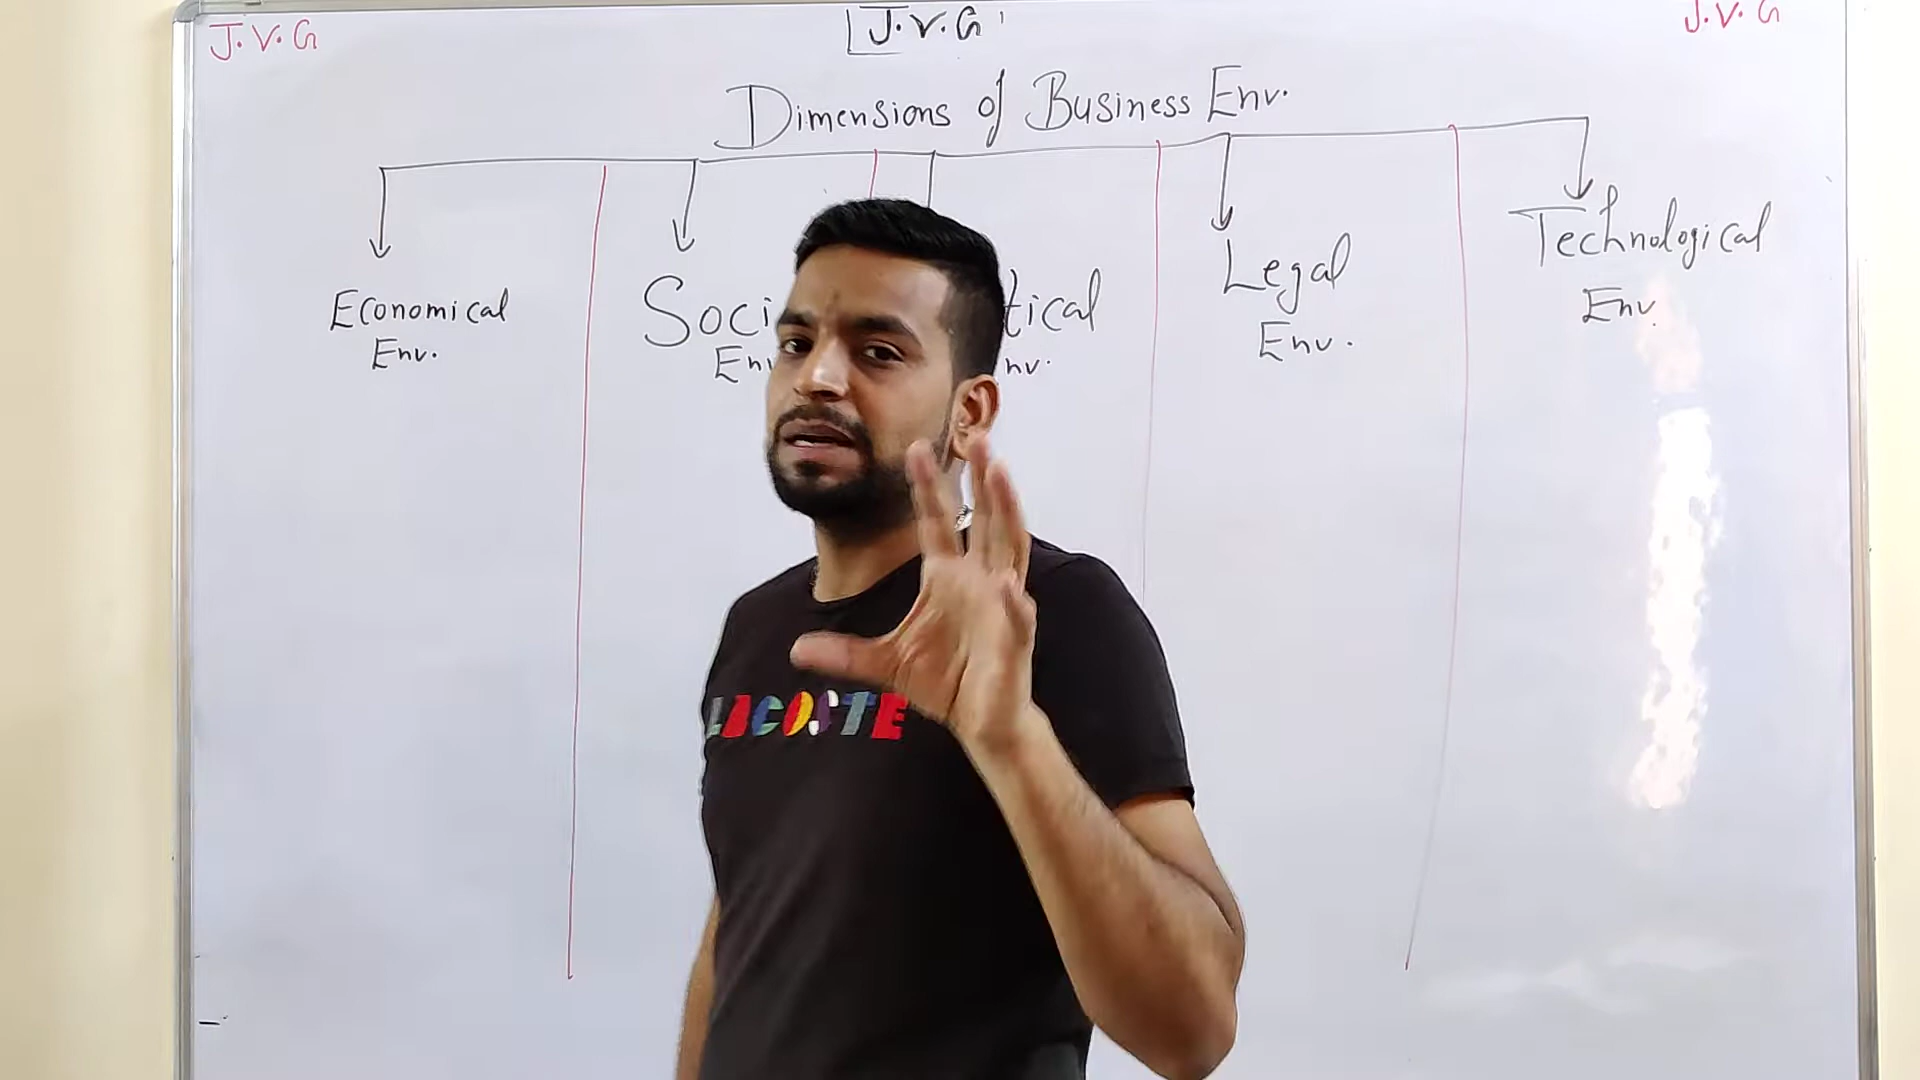 J.V.G
J.V.G
J.V.G
Dimensions of Business Env.
Economical
Env.
Legal
Env.
Technological
Env.
LACOSTE